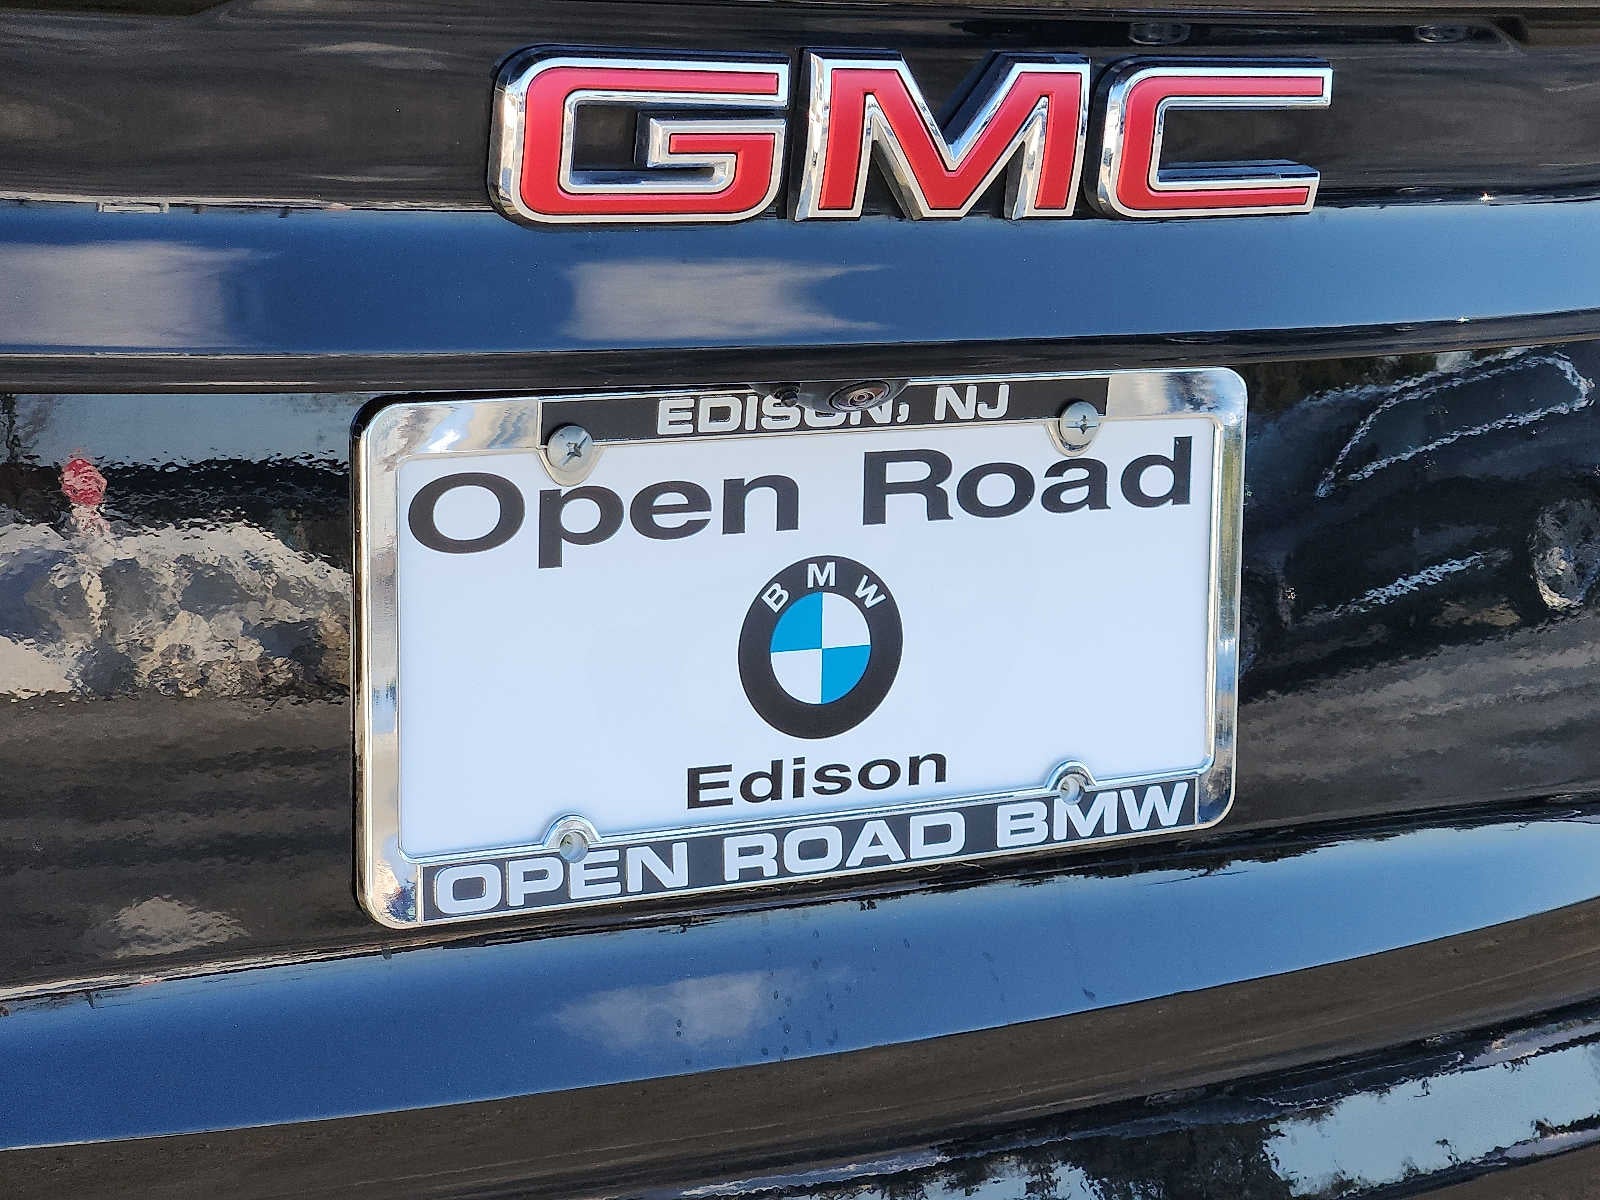 GMC
EDISON, NJ
Open Road
BMW
Edison
OPEN ROAD BMW